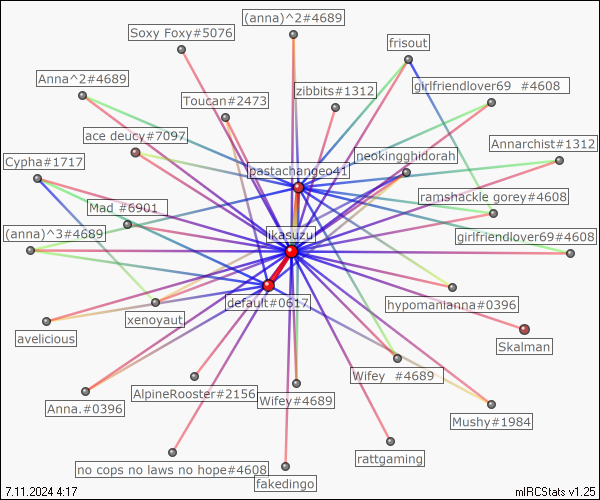 (anna)^2#4689
Soxy Foxy#5076
frisout
Anna^2#4689
girlfriendlover69  #4608
zibbits#1312
Toucan#2473
ace deucy#7097
Annarchist#1312
Cypha#1717
neokingghidorah
pastachangeo41
ramshackle gorey#4608
Mad #6901
(anna)^3#4689
ikasuzu
girlfriendlover69#4608
default#0617
hypomanianna#0396
xenoyaut
avelicious
Skalman
Wifey  #4689
AlpineRooster#2156
Wifey#4689
Anna.#0396
Mushy#1984
rattgaming
no cops no laws no hope#4608
fakedingo
7.11.2024 4:17
mIRCStats v1.25